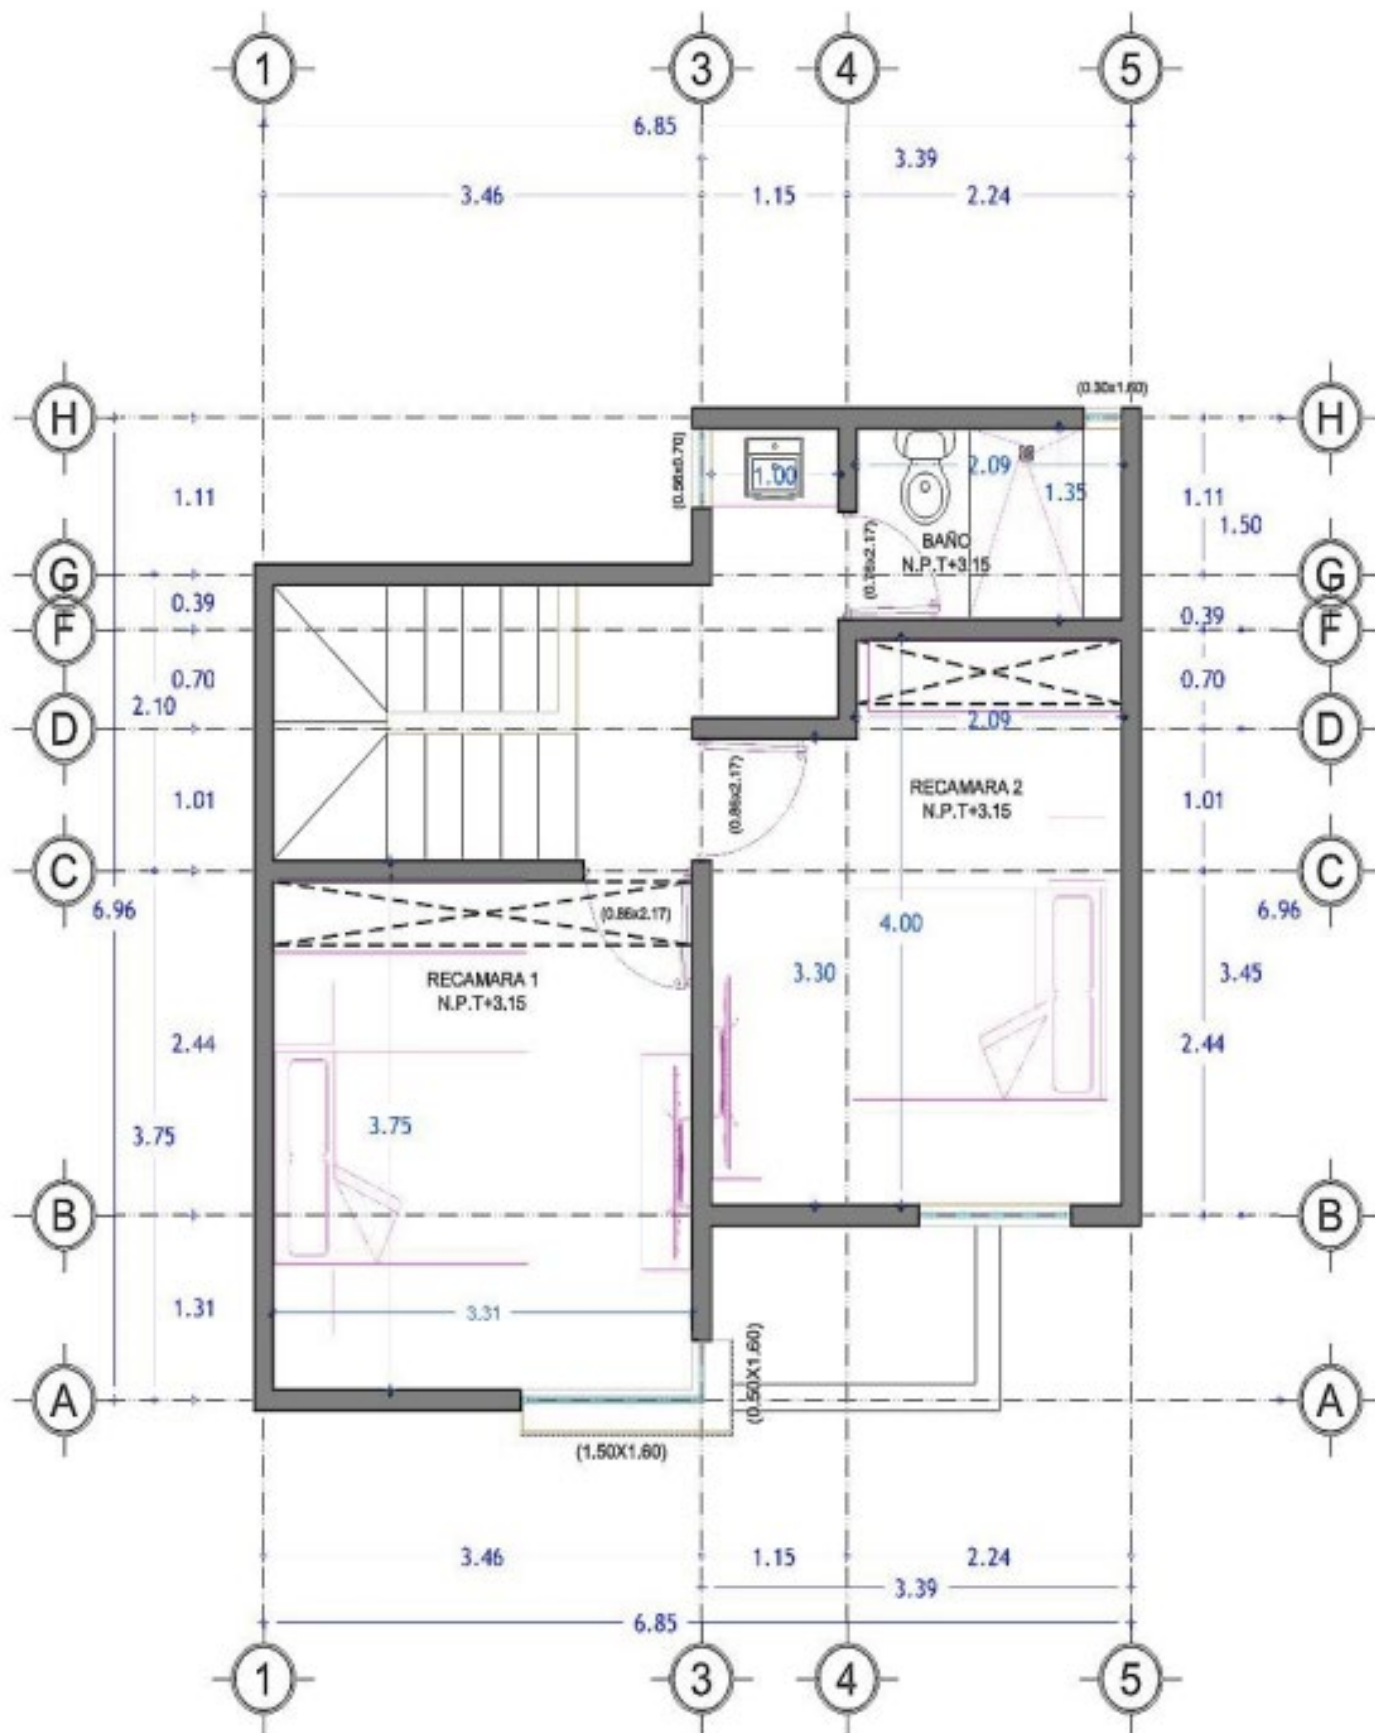 1 3 4 5
6.85
3.39
3.46 1.15 2.24
(0.30x1.60)
H H
(0.56x0.70)
1.00 2.09
1.35
1.11 1.11
1.50
BAÑO
N.P.T+3.15
(0.76x2.17)
G G
0.39 0.39
F F
0.70 0.70
2.10
2.09
D D
(0.86x2.17)
RECAMARA 2
N.P.T+3.15
1.01 1.01
C C
6.96 (0.86x2.17) 4.00 6.96
RECAMARA 1
N.P.T+3.15
3.30 3.45
2.44 2.44
3.75 3.75
B B
1.31 3.31
(0.50X1.60)
A A
(1.50X1.60)
3.46 1.15 2.24
3.39
6.85
1 3 4 5